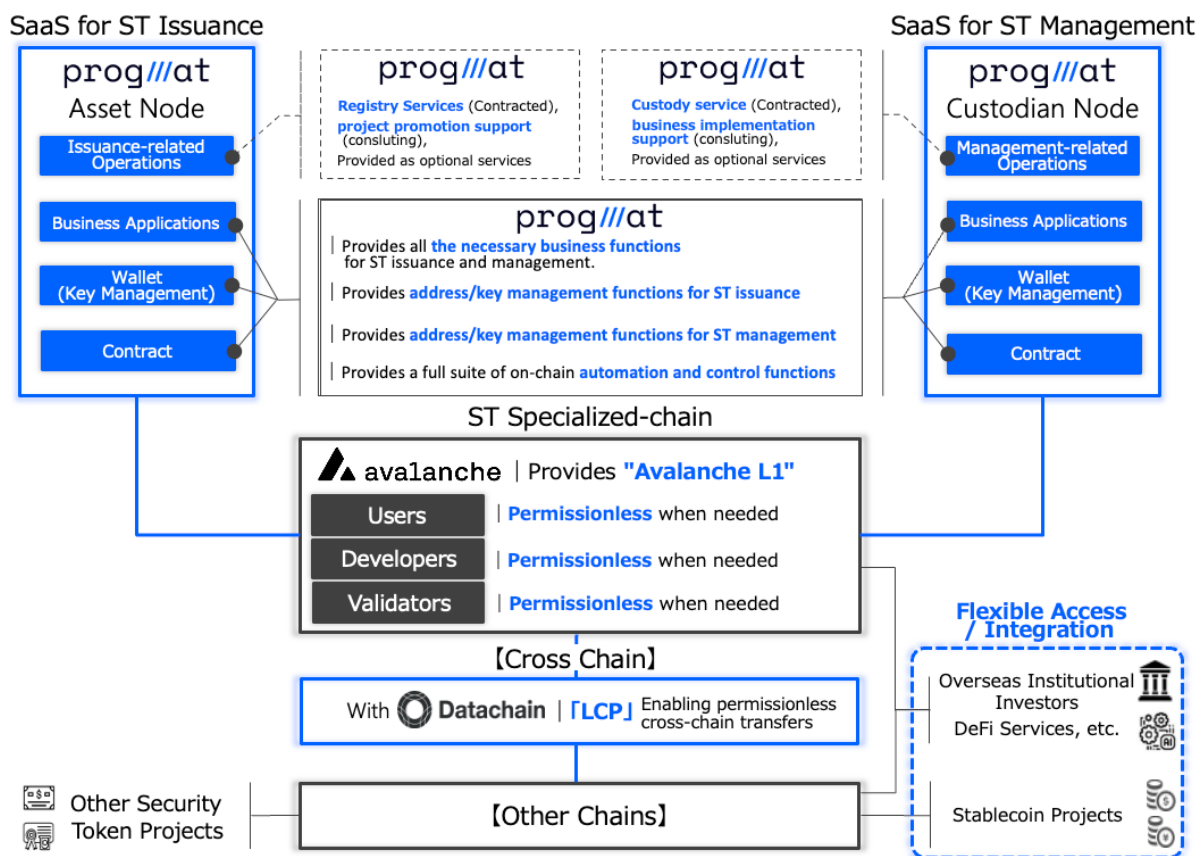 SaaS for ST Issuance
SaaS for ST Management
prog///at
Asset Node
Issuance-related
Operations
Business Applications
Wallet
(Key Management)
Contract
prog///at
Registry Services (Contracted),
project promotion support
(consluting),
Provided as optional services
prog///at
Custody service (Contracted),
business implementation
support (consluting),
Provided as optional services
prog///at
Custodian Node
Management-related
Operations
Business Applications
Wallet
(Key Management)
Contract
prog///at
Provides all the necessary business functions
for ST issuance and management.
Provides address/key management functions for ST issuance
Provides address/key management functions for ST management
Provides a full suite of on-chain automation and control functions
ST Specialized-chain
avalanche | Provides "Avalanche L1"
Users | Permissionless when needed
Developers | Permissionless when needed
Validators | Permissionless when needed
【Cross Chain】
With Datachain | 「LCP」 Enabling permissionless
cross-chain transfers
Flexible Access
/ Integration
Overseas Institutional
Investors
DeFi Services, etc.
AI
Stablecoin Projects
Other Security
Token Projects
【Other Chains】